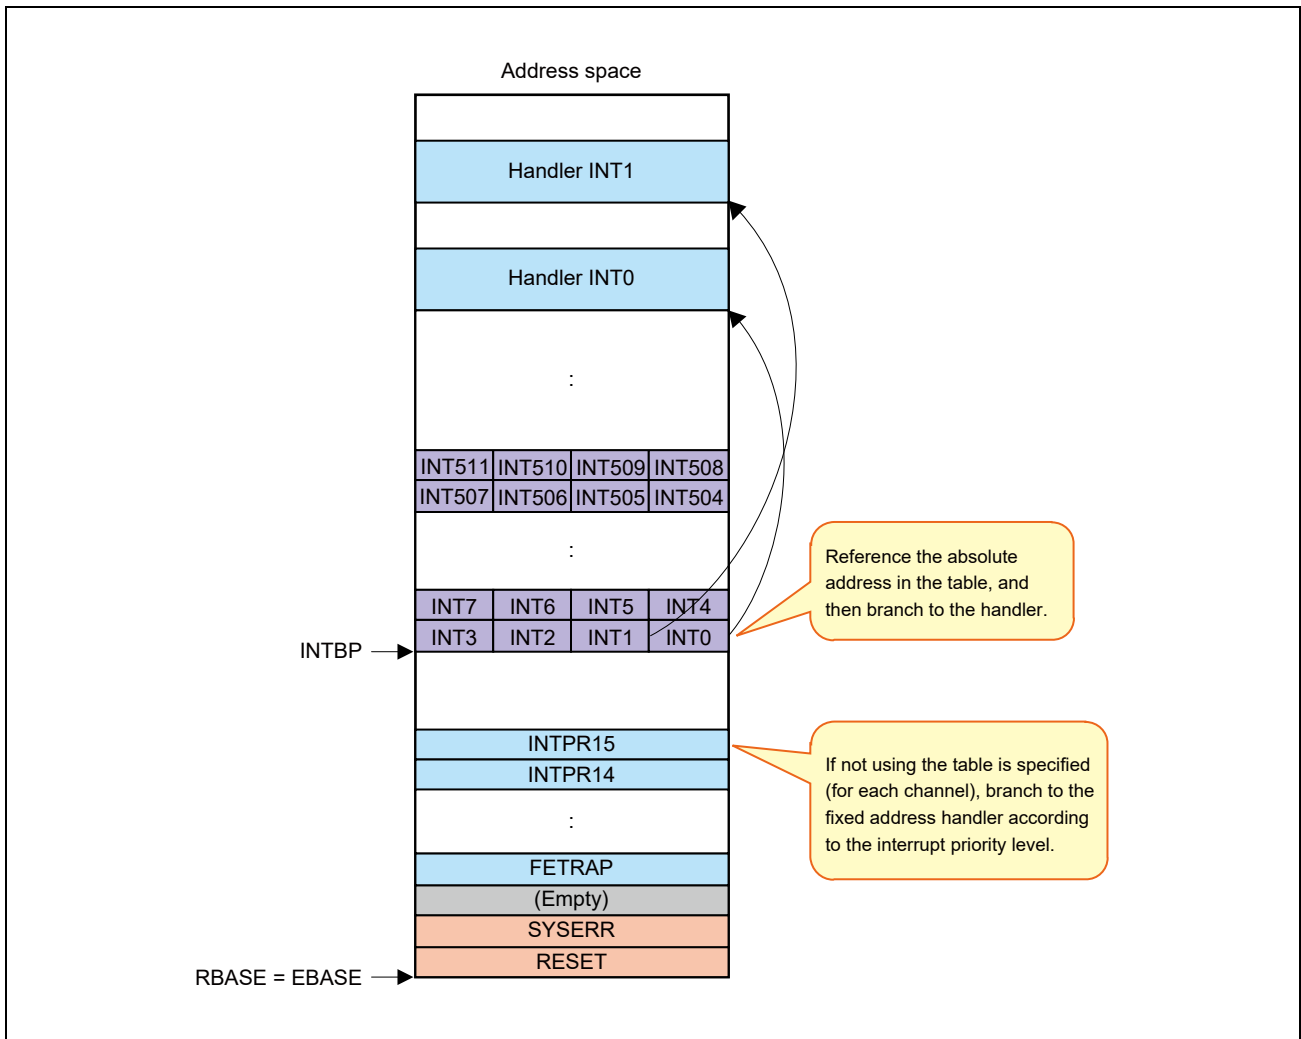 Address space
Handler INT1
Handler INT0
:
INT511 INT510 INT509 INT508
INT507 INT506 INT505 INT504
:
INT7 INT6 INT5 INT4
INT3 INT2 INT1 INT0
INTBP
Reference the absolute
address in the table, and
then branch to the handler.
INTPR15
INTPR14
:
If not using the table is specified
(for each channel), branch to the
fixed address handler according
to the interrupt priority level.
FETRAP
(Empty)
SYSERR
RESET
RBASE = EBASE